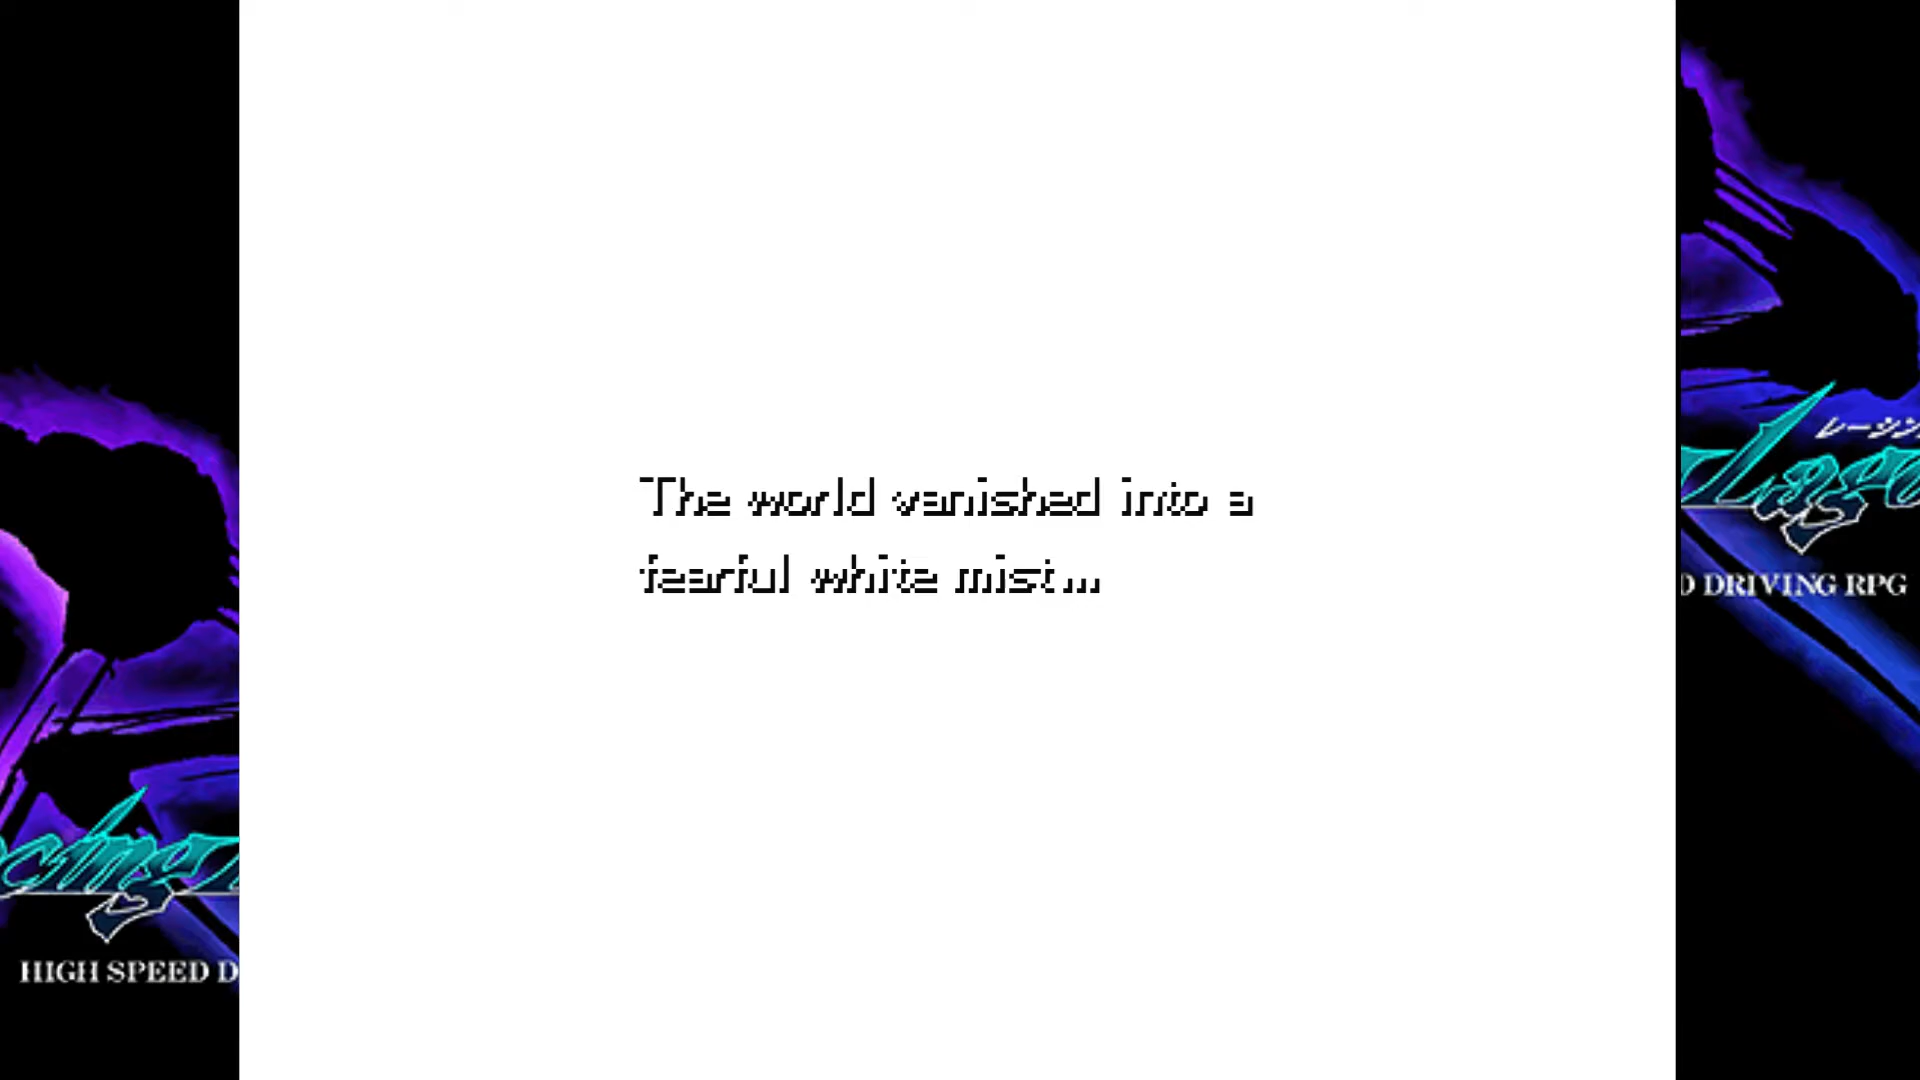 The world vanished into a
fearful white mist...
HIGH SPEED D
D DRIVING RPG